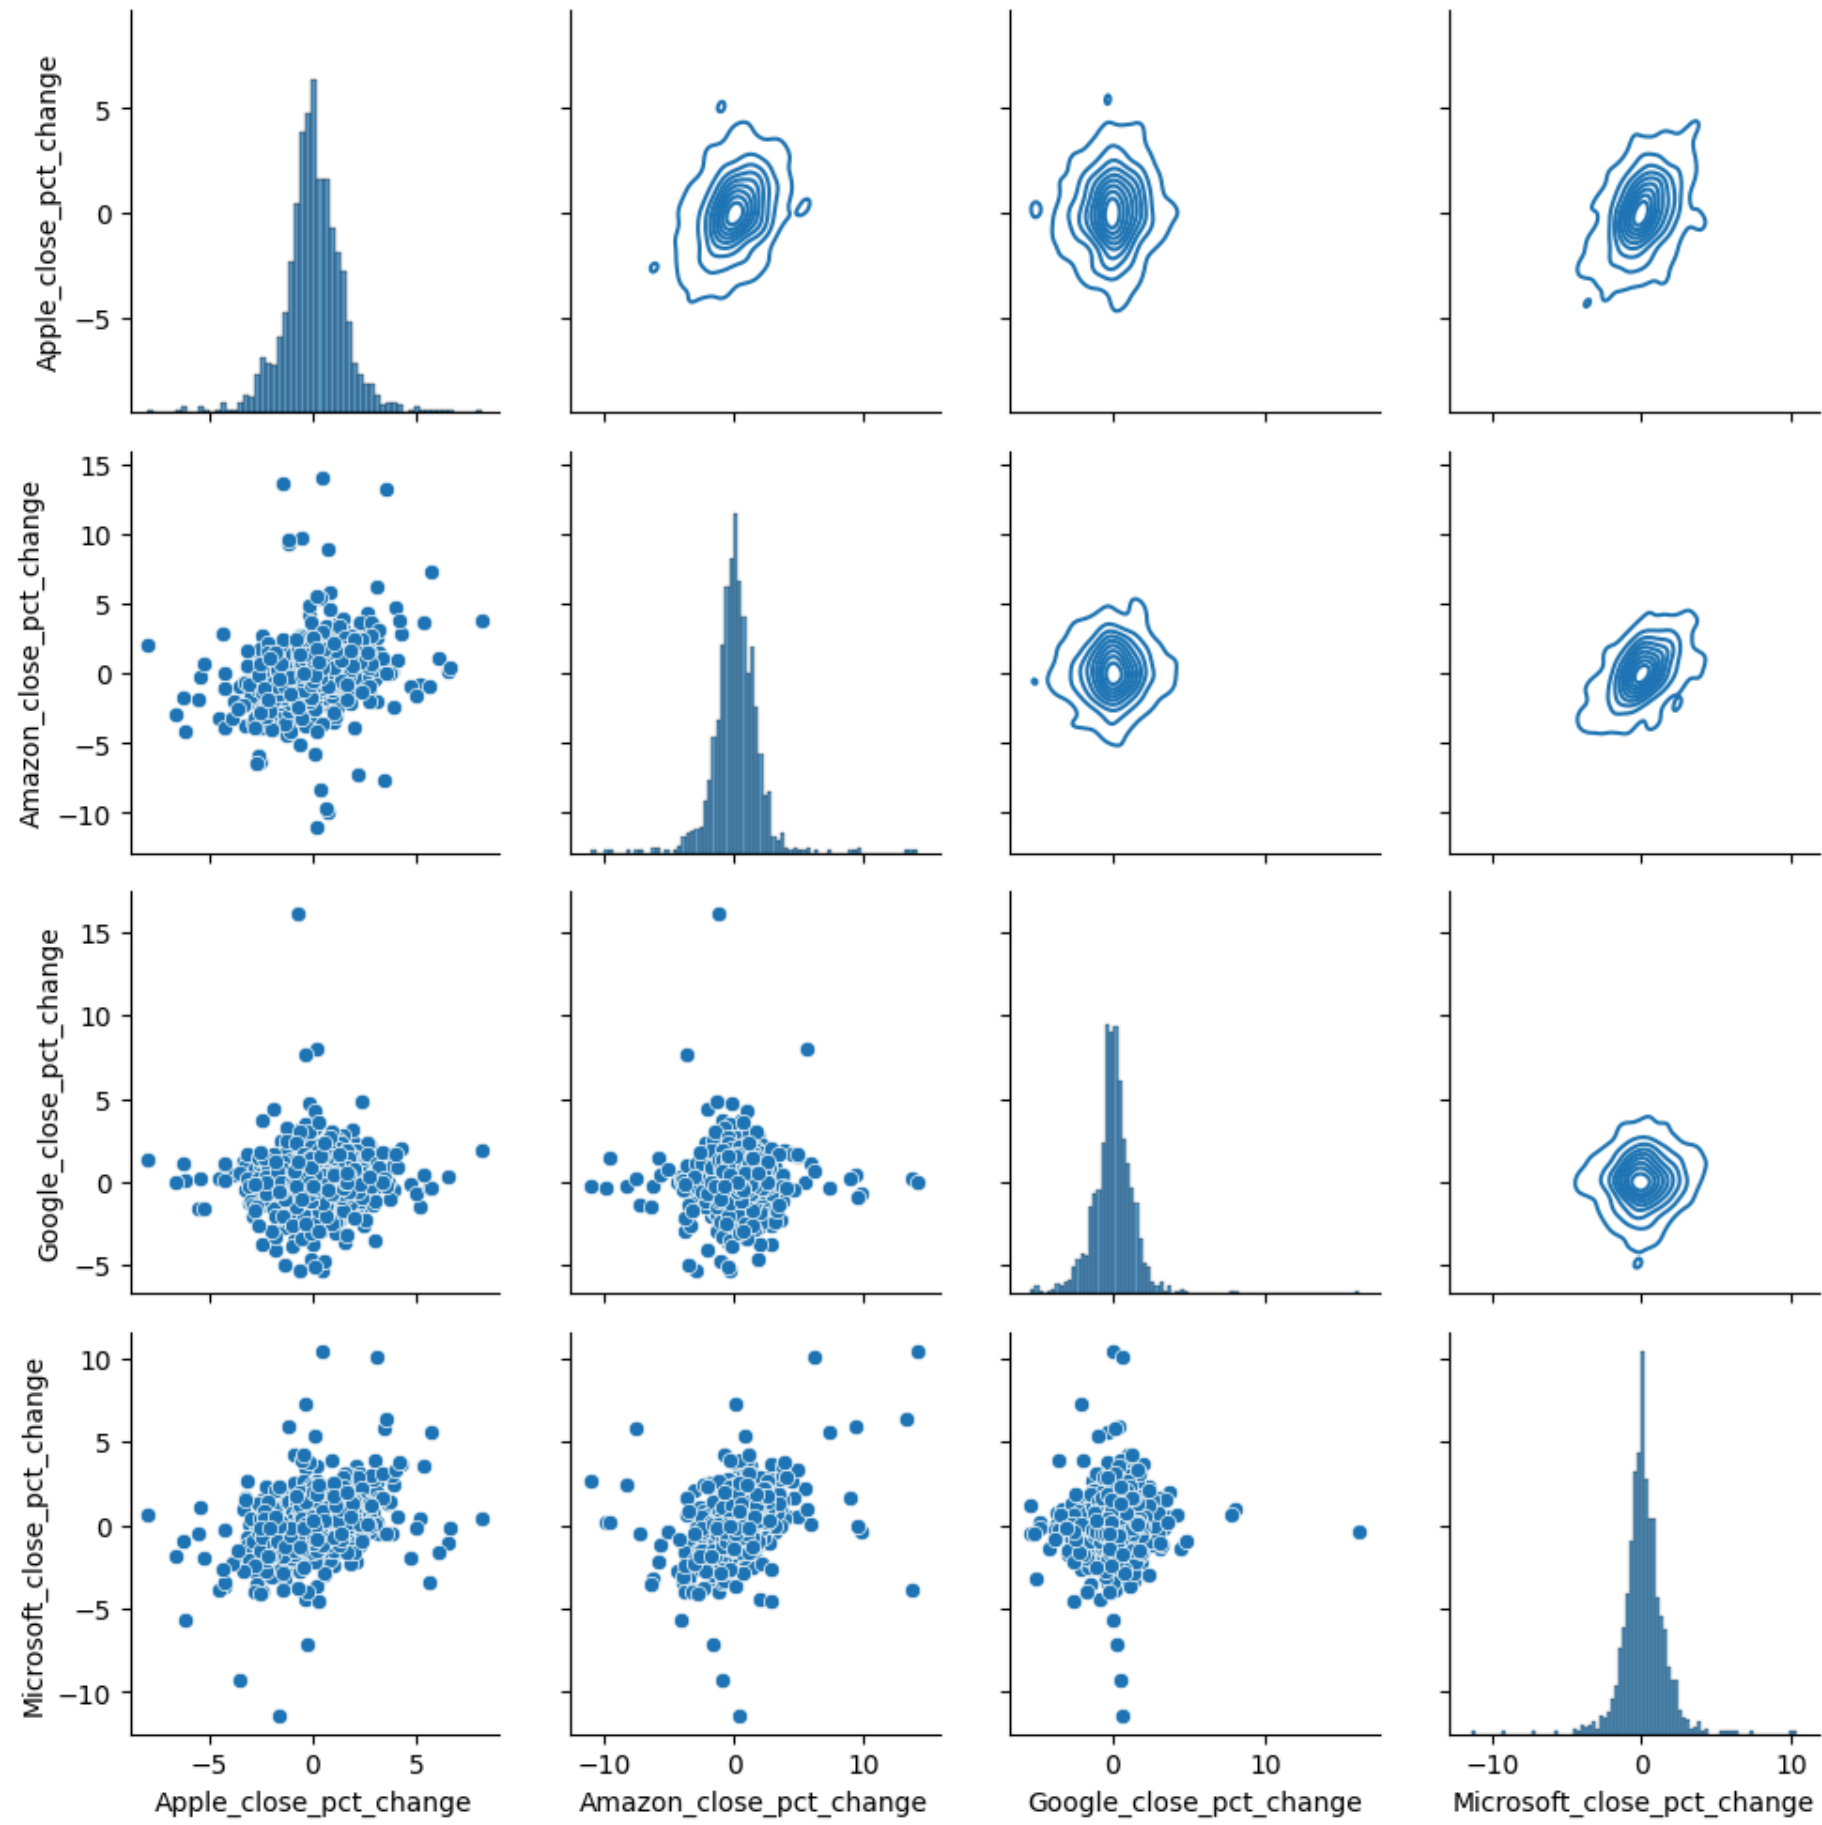 Apple_close_pct_change
5
0
−5
Amazon_close_pct_change
15
10
5
0
−5
−10
Google_close_pct_change
15
10
5
0
−5
Microsoft_close_pct_change
10
5
0
−5
−10
−5 0 5
−10 0 10
0 10
−10 0 10
Apple_close_pct_change
Amazon_close_pct_change
Google_close_pct_change
Microsoft_close_pct_change